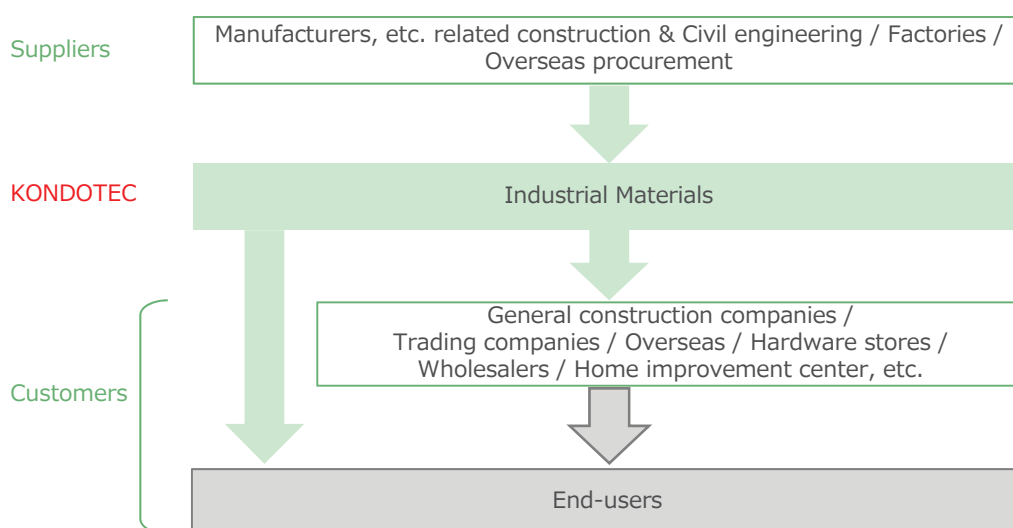 Suppliers
Manufacturers, etc. related construction & Civil engineering / Factories /
Overseas procurement
KONDOTEC
Industrial Materials
Customers
General construction companies /
Trading companies / Overseas / Hardware stores /
Wholesalers / Home improvement center, etc.
End-users